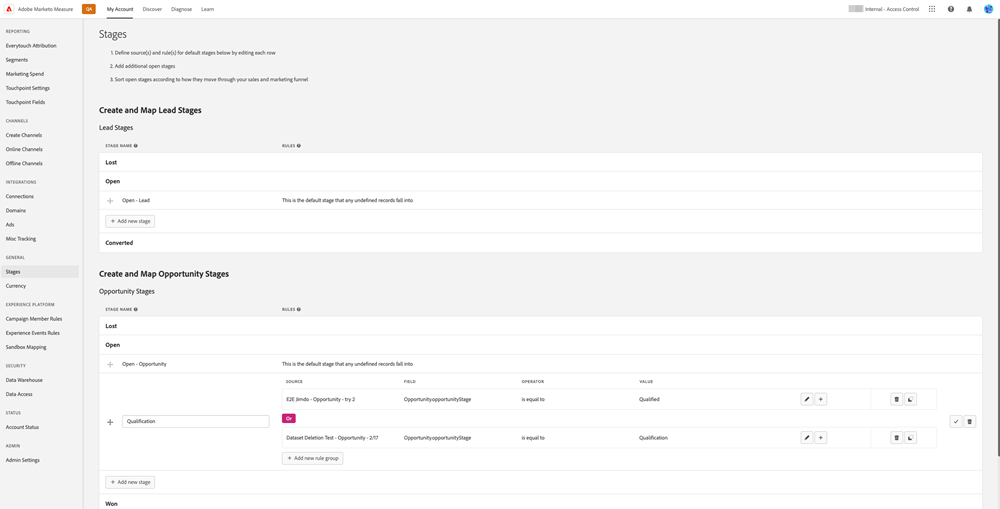 Adobe Marketo Measure QA My Account Discover Diagnose Learn Internal - Access Control
REPORTING
Everytouch Attribution
Segments
Marketing Spend
Touchpoint Settings
Touchpoint Fields
CHANNELS
Create Channels
Online Channels
Offline Channels
INTEGRATIONS
Connections
Domains
Ads
Misc Tracking
GENERAL
Stages
Currency
EXPERIENCE PLATFORM
Campaign Member Rules
Experience Events Rules
Sandbox Mapping
SECURITY
Data Warehouse
Data Access
STATUS
Account Status
ADMIN
Admin Settings
Stages
1. Define source(s) and rule(s) for default stages below by editing each row
2. Add additional open stages
3. Sort open stages according to how they move through your sales and marketing funnel
Create and Map Lead Stages
Lead Stages
STAGE NAME RULES
Lost
Open
Open - Lead This is the default stage that any undefined records fall into
+ Add new stage
Converted
Create and Map Opportunity Stages
Opportunity Stages
STAGE NAME RULES
Lost
Open
Open - Opportunity This is the default stage that any undefined records fall into
SOURCE FIELD OPERATOR VALUE
E2E Jimdo - Opportunity - try 2 Opportunity.opportunityStage is equal to Qualified
Qualification
Or
Dataset Deletion Test - Opportunity - 2/17 Opportunity.opportunityStage is equal to Qualification
+ Add new rule group
+ Add new stage
Won